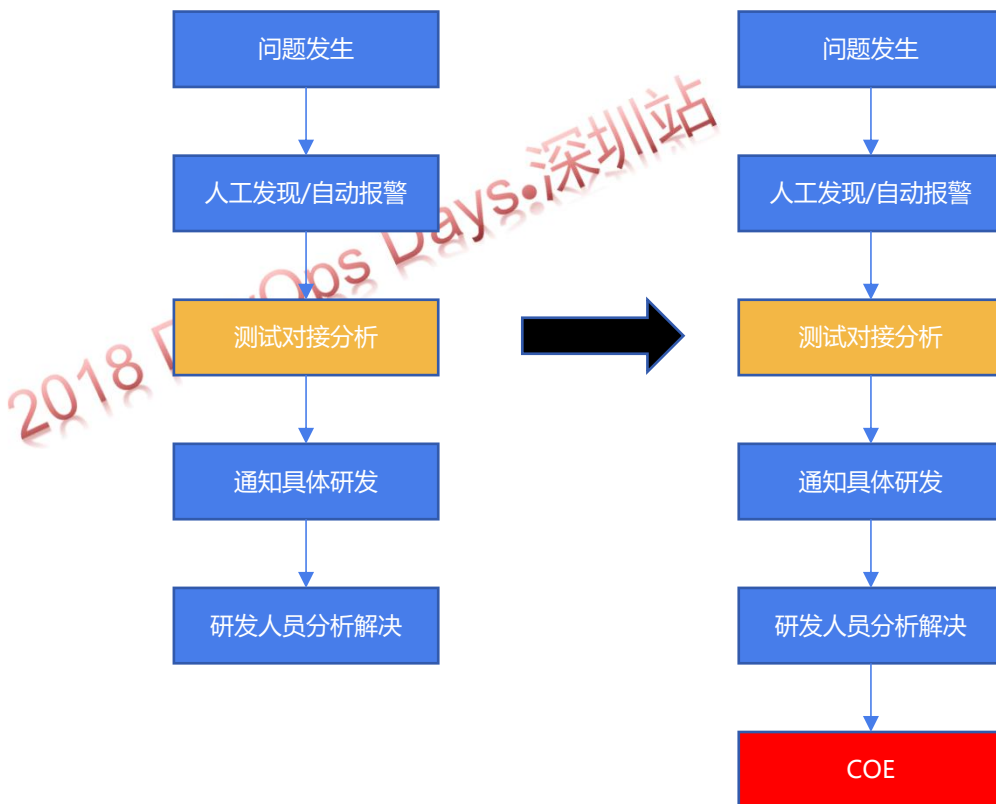 问题发生
人工发现/自动报警
测试对接分析
通知具体研发
研发人员分析解决
问题发生
人工发现/自动报警
测试对接分析
通知具体研发
研发人员分析解决
COE
2018 DevOps Days•深圳站